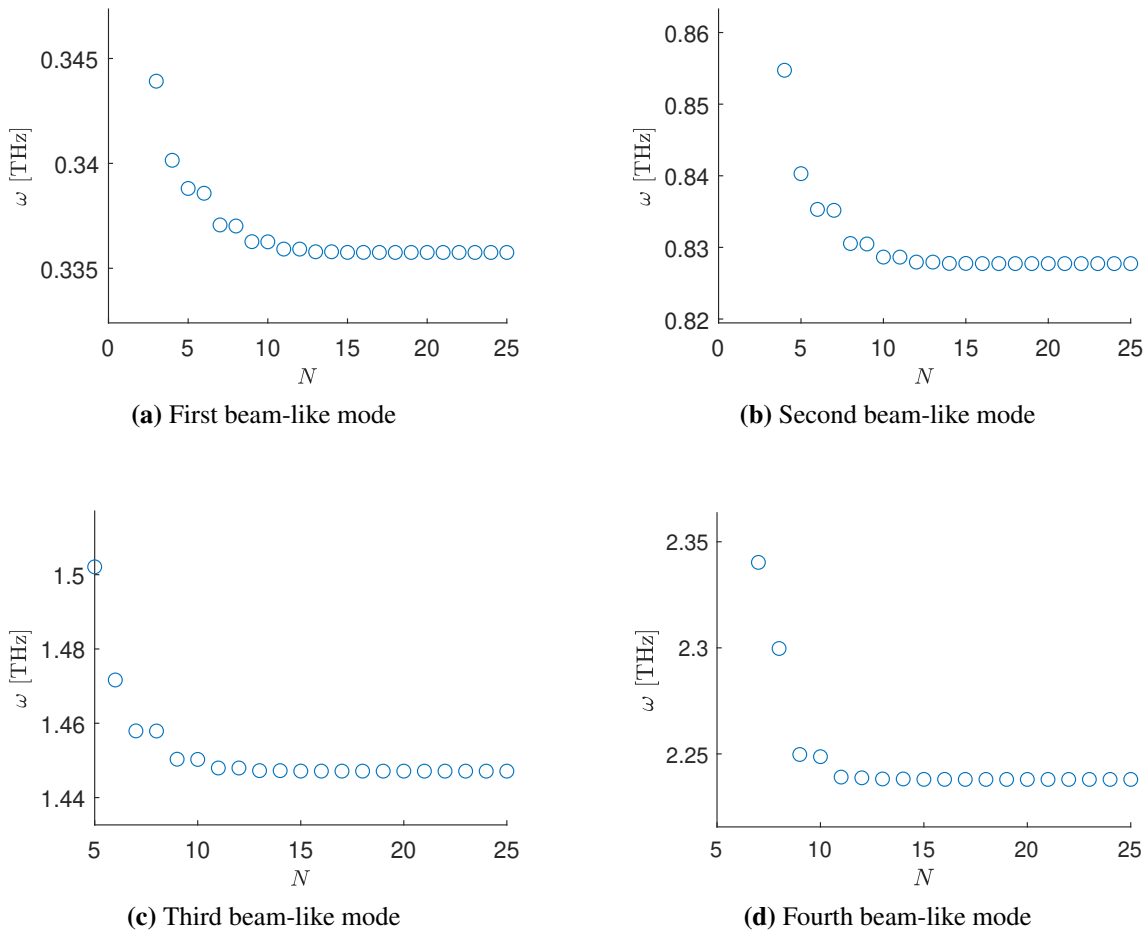 0.345
0.34
0.335
ω [THz]
0 5 10 15 20 25
N
(a) First beam-like mode
0.86
0.85
0.84
0.83
0.82
ω [THz]
0 5 10 15 20 25
N
(b) Second beam-like mode
1.5
1.48
1.46
1.44
ω [THz]
5 10 15 20 25
N
(c) Third beam-like mode
2.35
2.3
2.25
ω [THz]
5 10 15 20 25
N
(d) Fourth beam-like mode